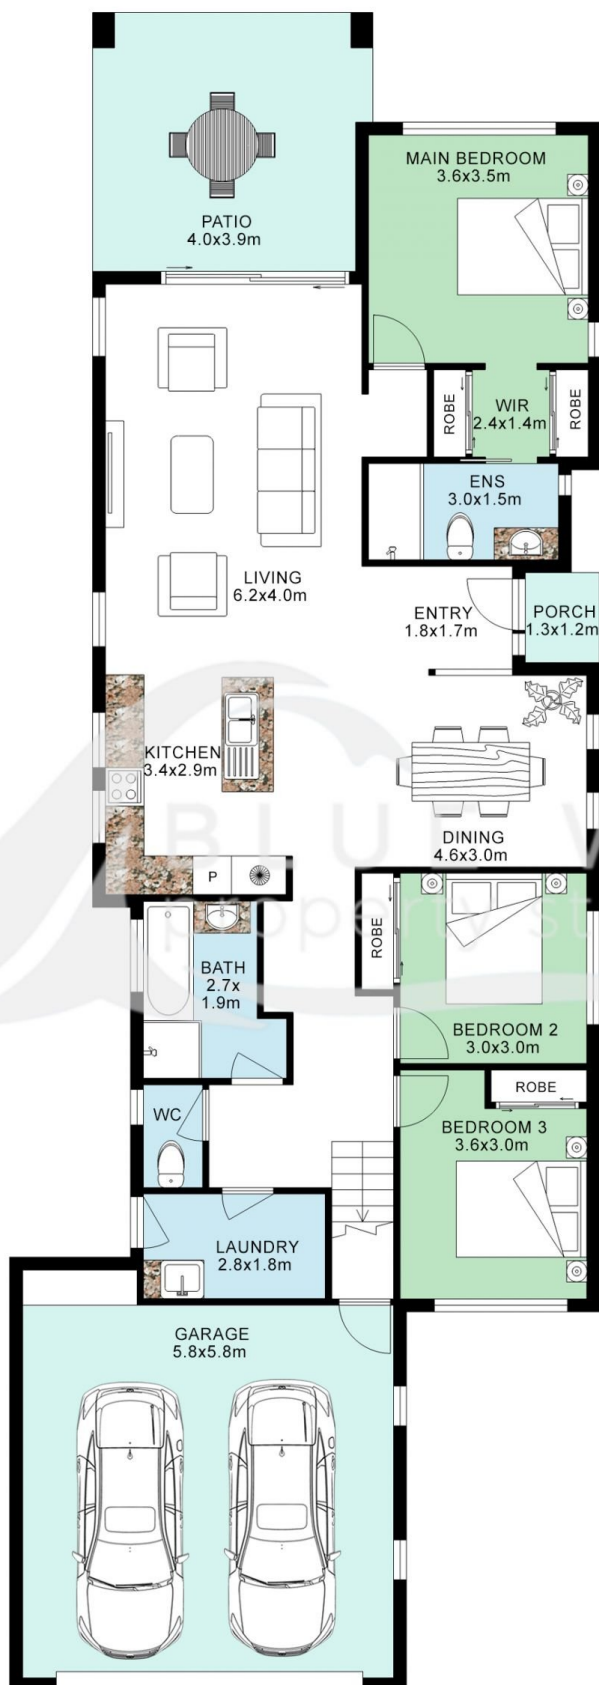 MAIN BEDROOM
3.6x3.5m
PATIO
4.0x3.9m
ROBE
WIR
2.4x1.4m
ROBE
ENS
3.0x1.5m
LIVING
6.2x4.0m
ENTRY
1.8x1.7m
PORCH
1.3x1.2m
KITCHEN
3.4x2.9m
BLUE W
DINING
4.6x3.0m
P
property st
ROBE
BATH
2.7x
1.9m
BEDROOM 2
3.0x3.0m
ROBE
WC
BEDROOM 3
3.6x3.0m
LAUNDRY
2.8x1.8m
GARAGE
5.8x5.8m